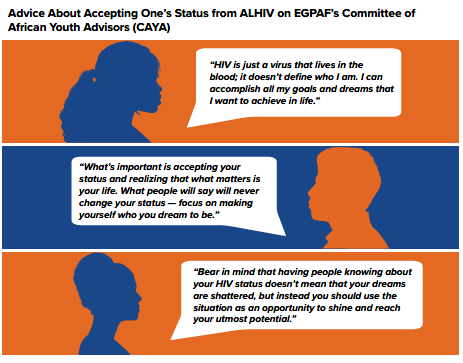 Advice About Accepting One's Status from ALHIV on EGPAF's Committee of
African Youth Advisors (CAYA)
"HIV is just a virus that lives in the
blood; it doesn't define who I am. I can
accomplish all my goals and dreams that
I want to achieve in life."
"What's important is accepting your
status and realizing that what matters is
your life. What people will say will never
change your status — focus on making
yourself who you dream to be."
"Bear in mind that having people knowing about
your HIV status doesn't mean that your dreams
are shattered, but instead you should use the
situation as an opportunity to shine and reach
your utmost potential."